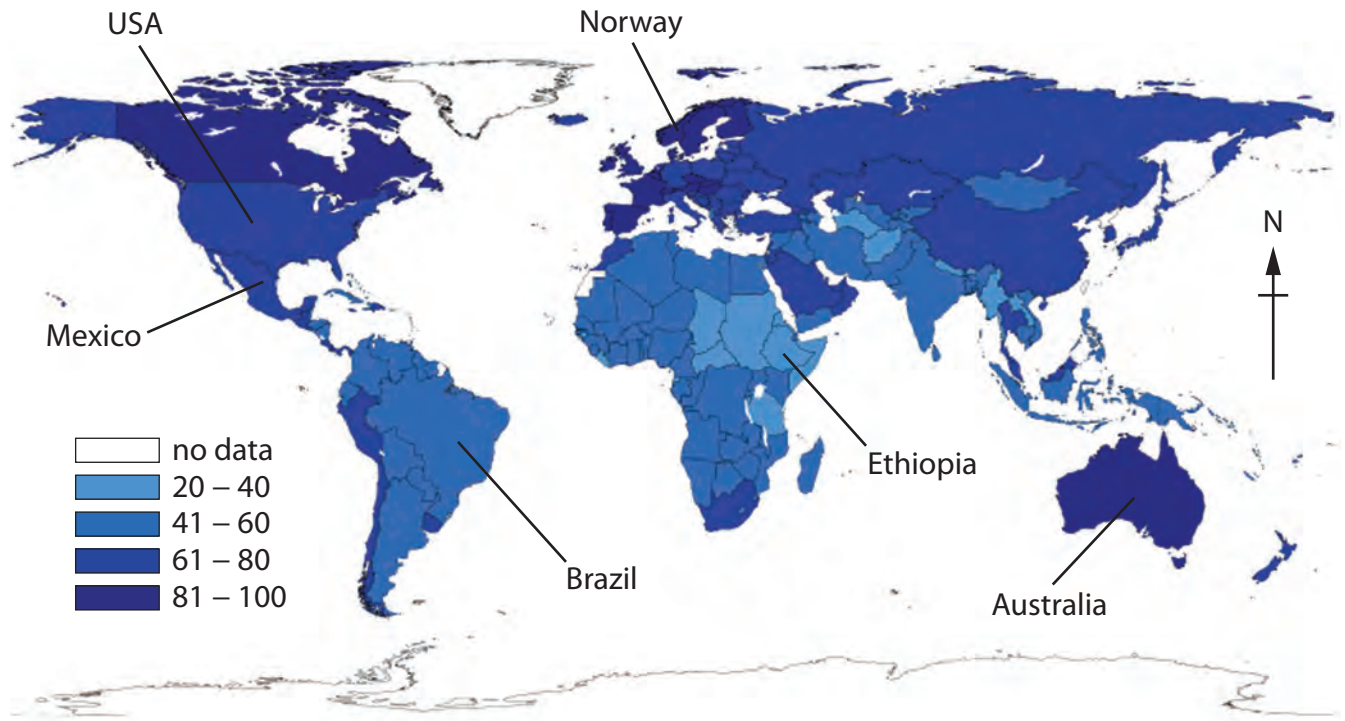 USA
Norway
N
Mexico
Ethiopia
no data
20 – 40
41 – 60
61 – 80
81 – 100
Brazil
Australia